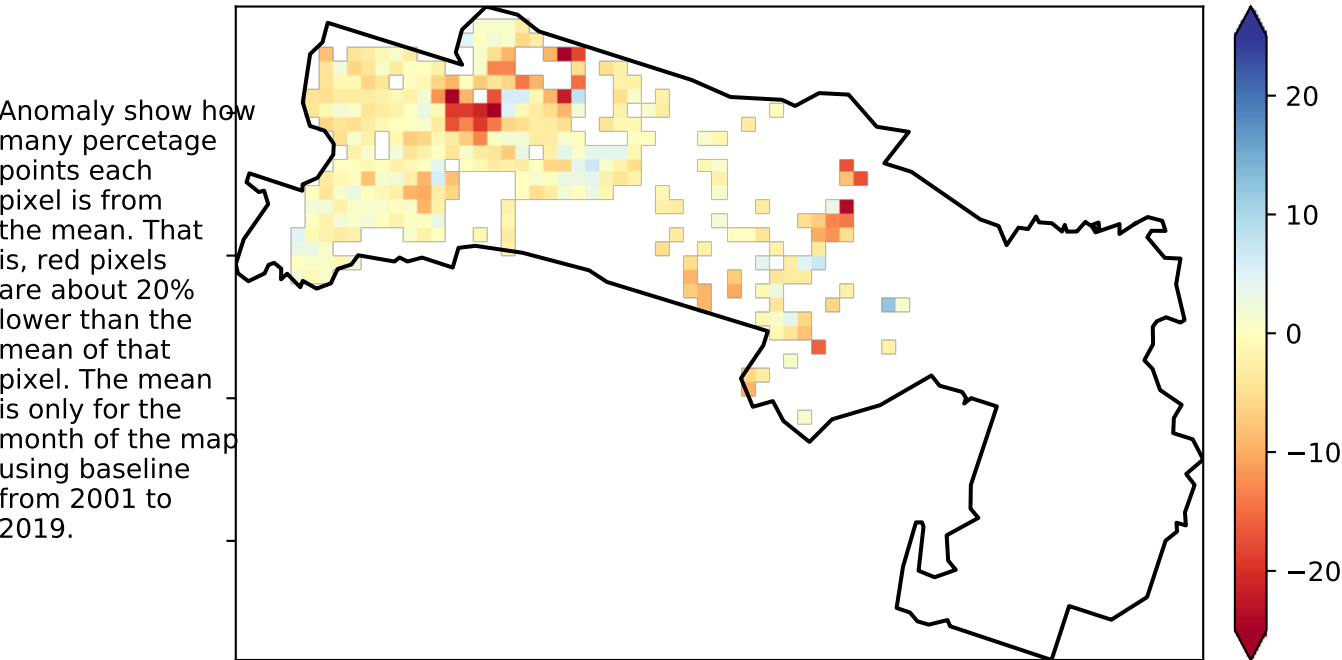 Anomaly show how
many percetage
points each
pixel is from
the mean. That
is, red pixels
are about 20%
lower than the
mean of that
pixel. The mean
is only for the
month of the map
using baseline
from 2001 to
2019.
20
10
0
−10
−20